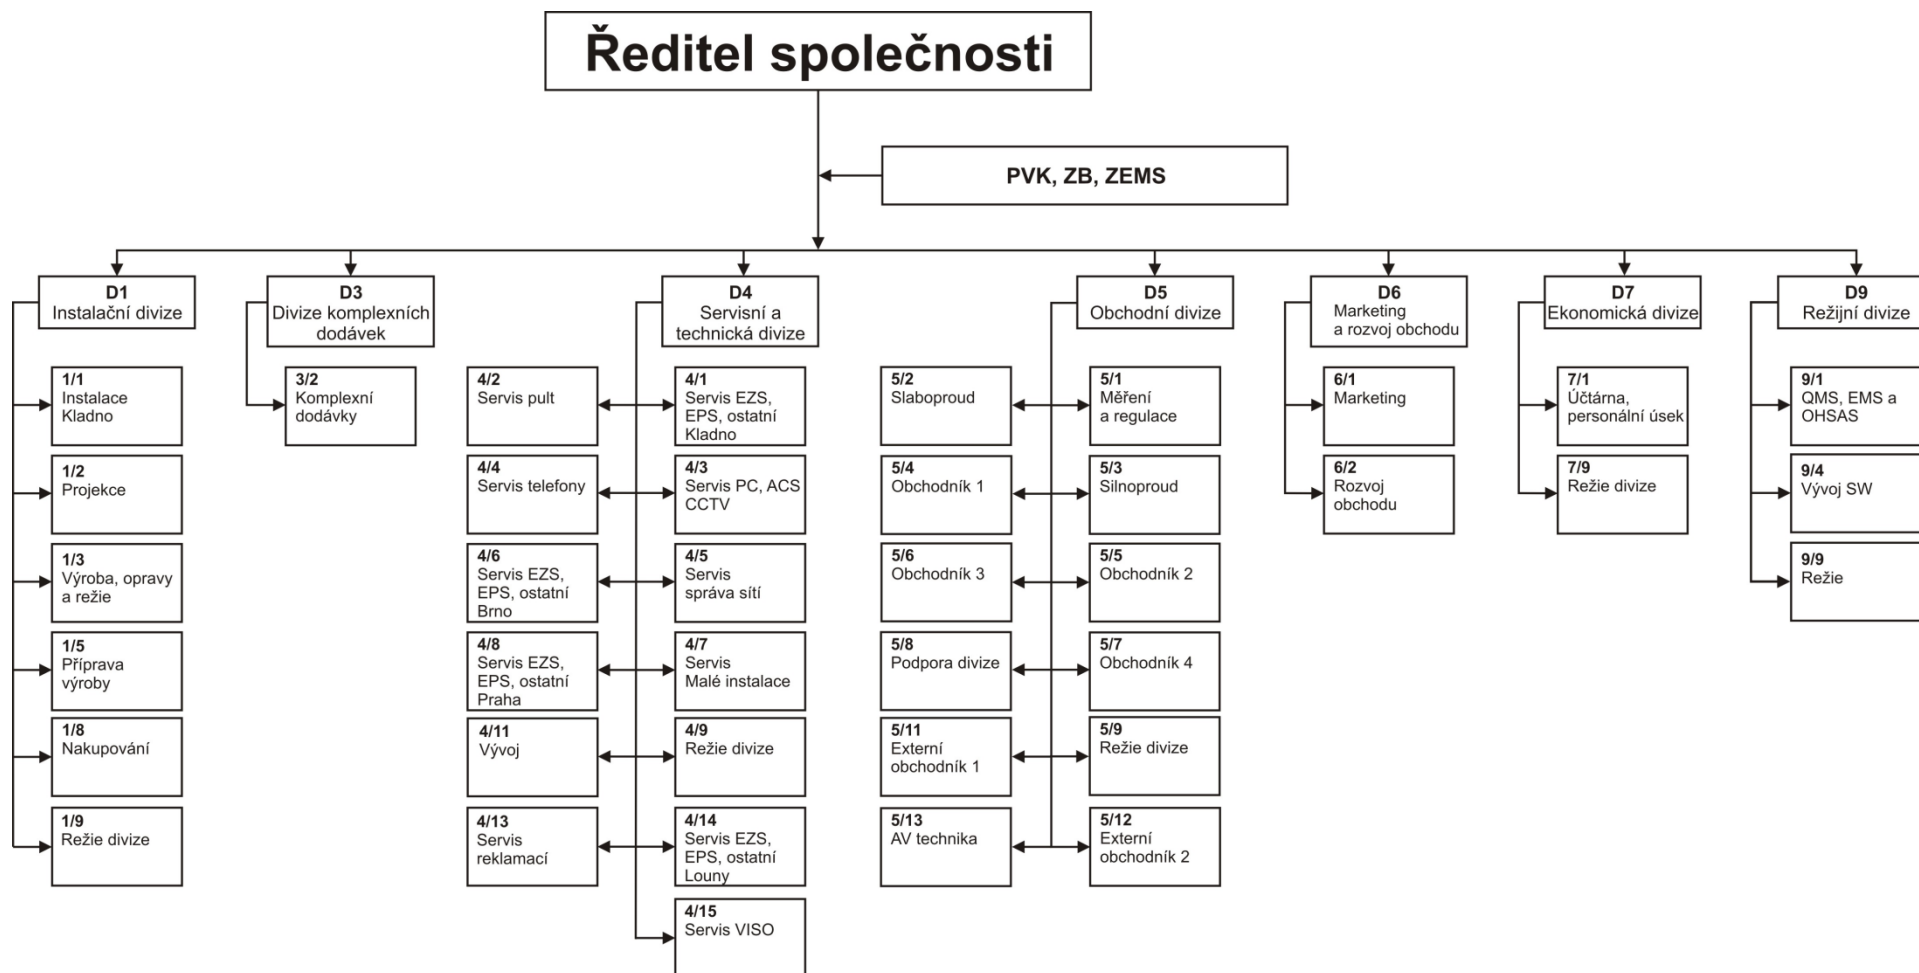 Ředitel společnosti
PVK, ZB, ZEMS
D1
Instalační divize
D3
Divize komplexních
dodávek
D4
Servisní a
technická divize
D5
Obchodní divize
D6
Marketing
a rozvoj obchodu
D7
Ekonomická divize
D9
Režijní divize
1/1
Instalace
Kladno
1/2
Projekce
1/3
Výroba, opravy
a režie
1/5
Příprava
výroby
1/8
Nakupování
1/9
Režie divize
3/2
Komplexní
dodávky
4/2
Servis pult
4/1
Servis EZS,
EPS, ostatní
Kladno
4/4
Servis telefony
4/3
Servis PC, ACS
CCTV
4/6
Servis EZS,
EPS, ostatní
Brno
4/5
Servis
správa sítí
4/8
Servis EZS,
EPS, ostatní
Praha
4/7
Servis
Malé instalace
4/11
Vývoj
4/9
Režie divize
4/13
Servis
reklamací
4/14
Servis EZS,
EPS, ostatní
Louny
4/15
Servis VISO
5/2
Slaboproud
5/1
Měření
a regulace
5/4
Obchodník 1
5/3
Silnoproud
5/6
Obchodník 3
5/5
Obchodník 2
5/8
Podpora divize
5/7
Obchodník 4
5/11
Externí
obchodník 1
5/9
Režie divize
5/13
AV technika
5/12
Externí
obchodník 2
6/1
Marketing
6/2
Rozvoj
obchodu
7/1
Účtárna,
personální úsek
7/9
Režie divize
9/1
QMS, EMS a
OHSAS
9/4
Vývoj SW
9/9
Režie